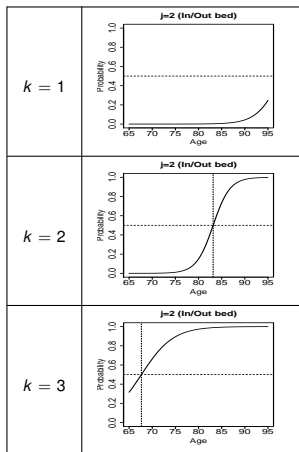 j=2 (In/Out bed)
k = 1
Probability
0.0 0.2 0.4 0.6 0.8 1.0
65 70 75 80 85 90 95
Age
j=2 (In/Out bed)
k = 2
Probability
0.0 0.2 0.4 0.6 0.8 1.0
65 70 75 80 85 90 95
Age
j=2 (In/Out bed)
k = 3
Probability
0.0 0.2 0.4 0.6 0.8 1.0
65 70 75 80 85 90 95
Age